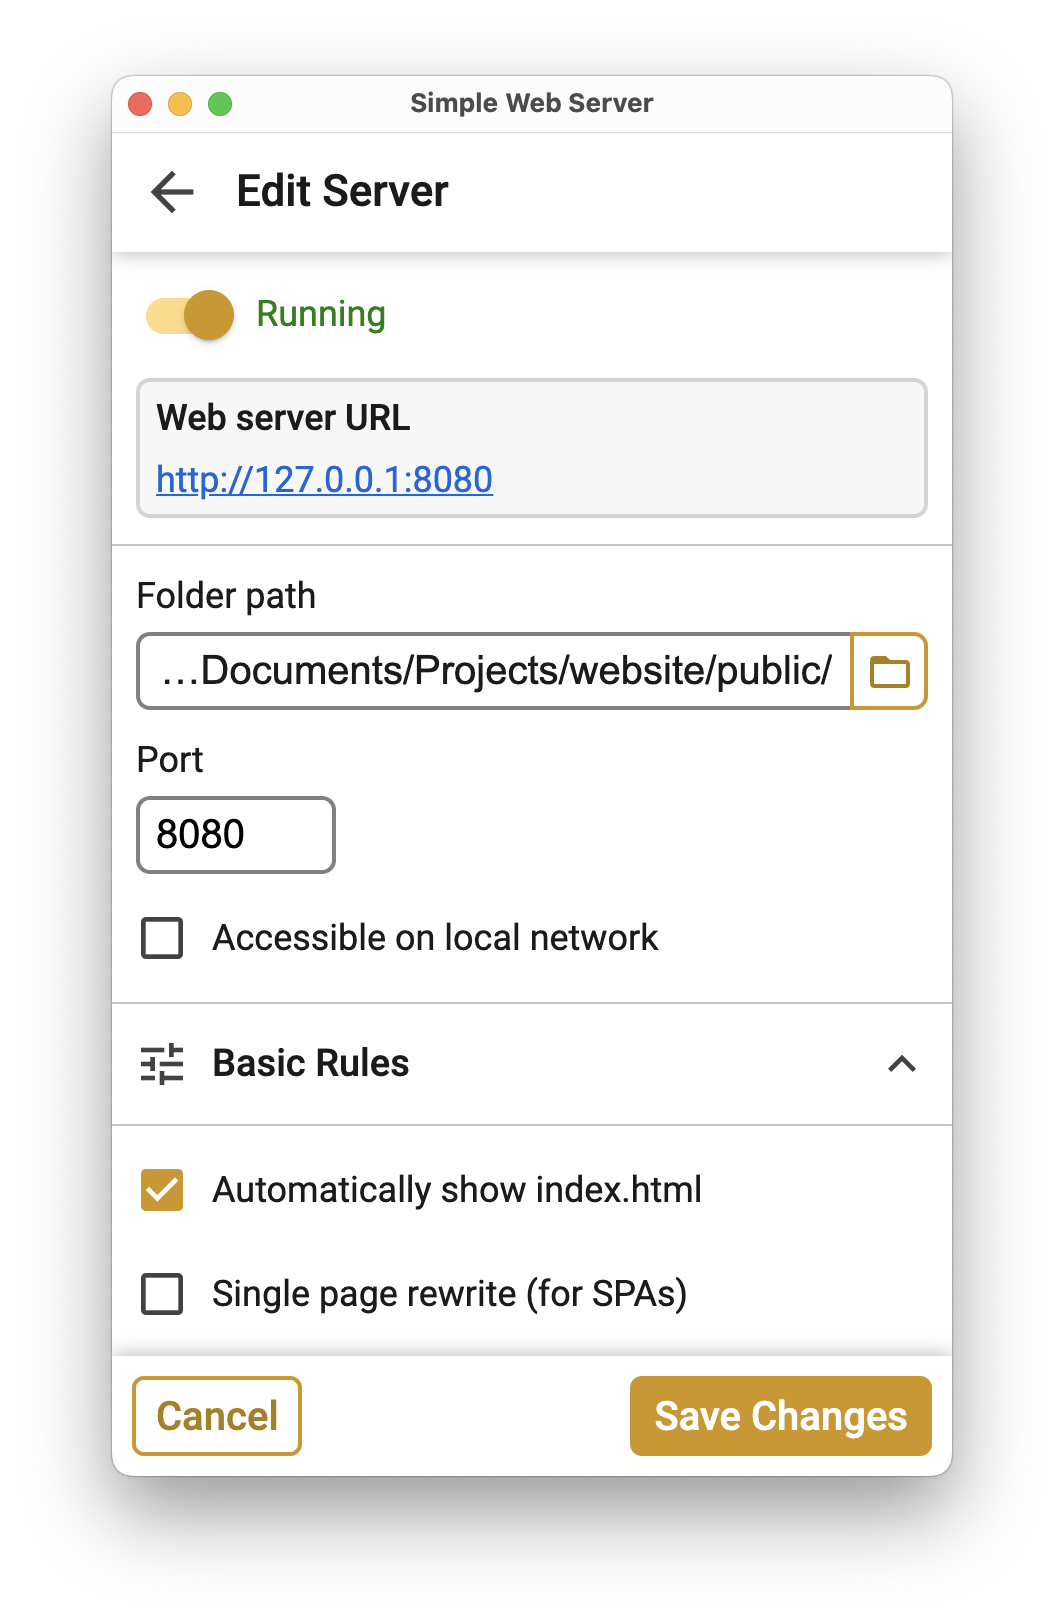 Simple Web Server
Edit Server
Running
Web server URL
http://127.0.0.1:8080
Folder path
...Documents/Projects/website/public/
Port
8080
Accessible on local network
Basic Rules
Automatically show index.html
Single page rewrite (for SPAs)
Cancel
Save Changes